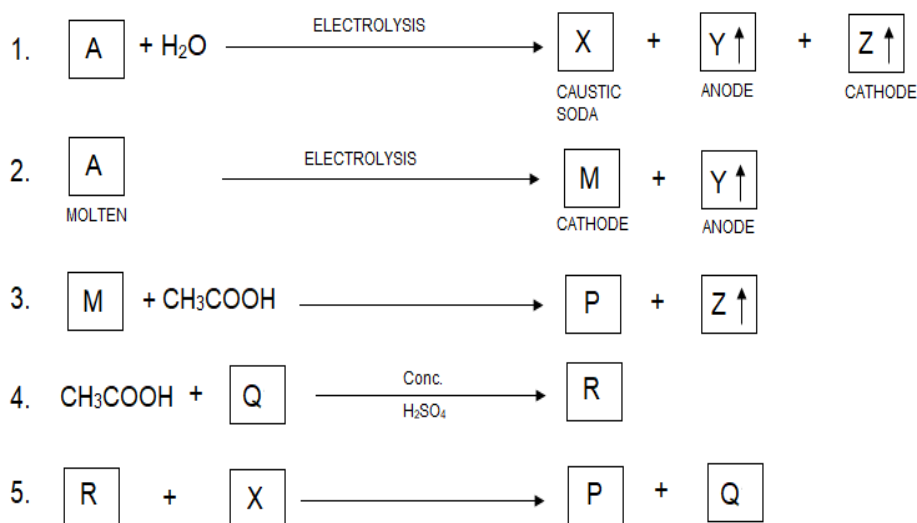 ELECTROLYSIS
1. A + H₂O X + Y↑ + Z↑
CAUSTIC SODA ANODE CATHODE
ELECTROLYSIS
2. A M + Y↑
MOLTEN CATHODE ANODE
3. M + CH₃COOH P + Z↑
Conc.
4. CH₃COOH + Q R
H₂SO₄
5. R + X P + Q